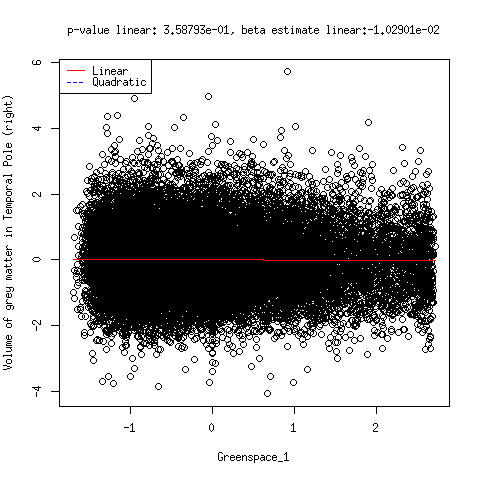 p-value linear: 3.58793e-01, beta estimate linear:-1.02901e-02
Linear
Quadratic
Volume of grey matter in Temporal Pole (right)
6
4
2
0
-2
-4
-1
0
1
2
Greenspace_1